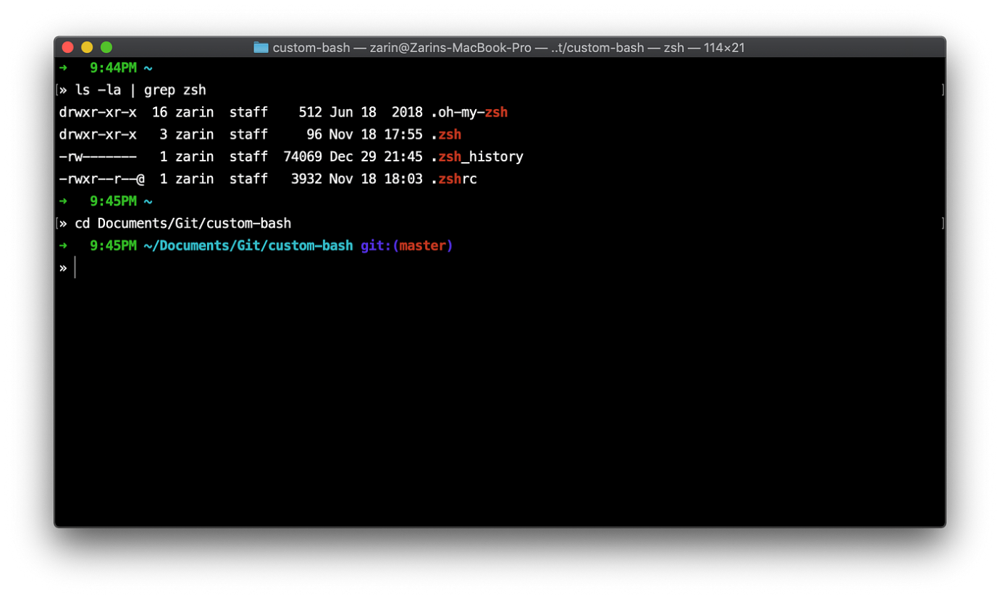 custom-bash — zarin@Zarins-MacBook-Pro — ..t/custom-bash — zsh — 114×21
➜   9:44PM ~
[» ls -la | grep zsh ]
drwxr-xr-x  16 zarin  staff    512 Jun 18  2018 .oh-my-zsh
drwxr-xr-x   3 zarin  staff     96 Nov 18 17:55 .zsh
-rw-------   1 zarin  staff  74069 Dec 29 21:45 .zsh_history
-rwxr--r--@  1 zarin  staff   3932 Nov 18 18:03 .zshrc
➜   9:45PM ~
[» cd Documents/Git/custom-bash ]
➜   9:45PM ~/Documents/Git/custom-bash git:(master)
»